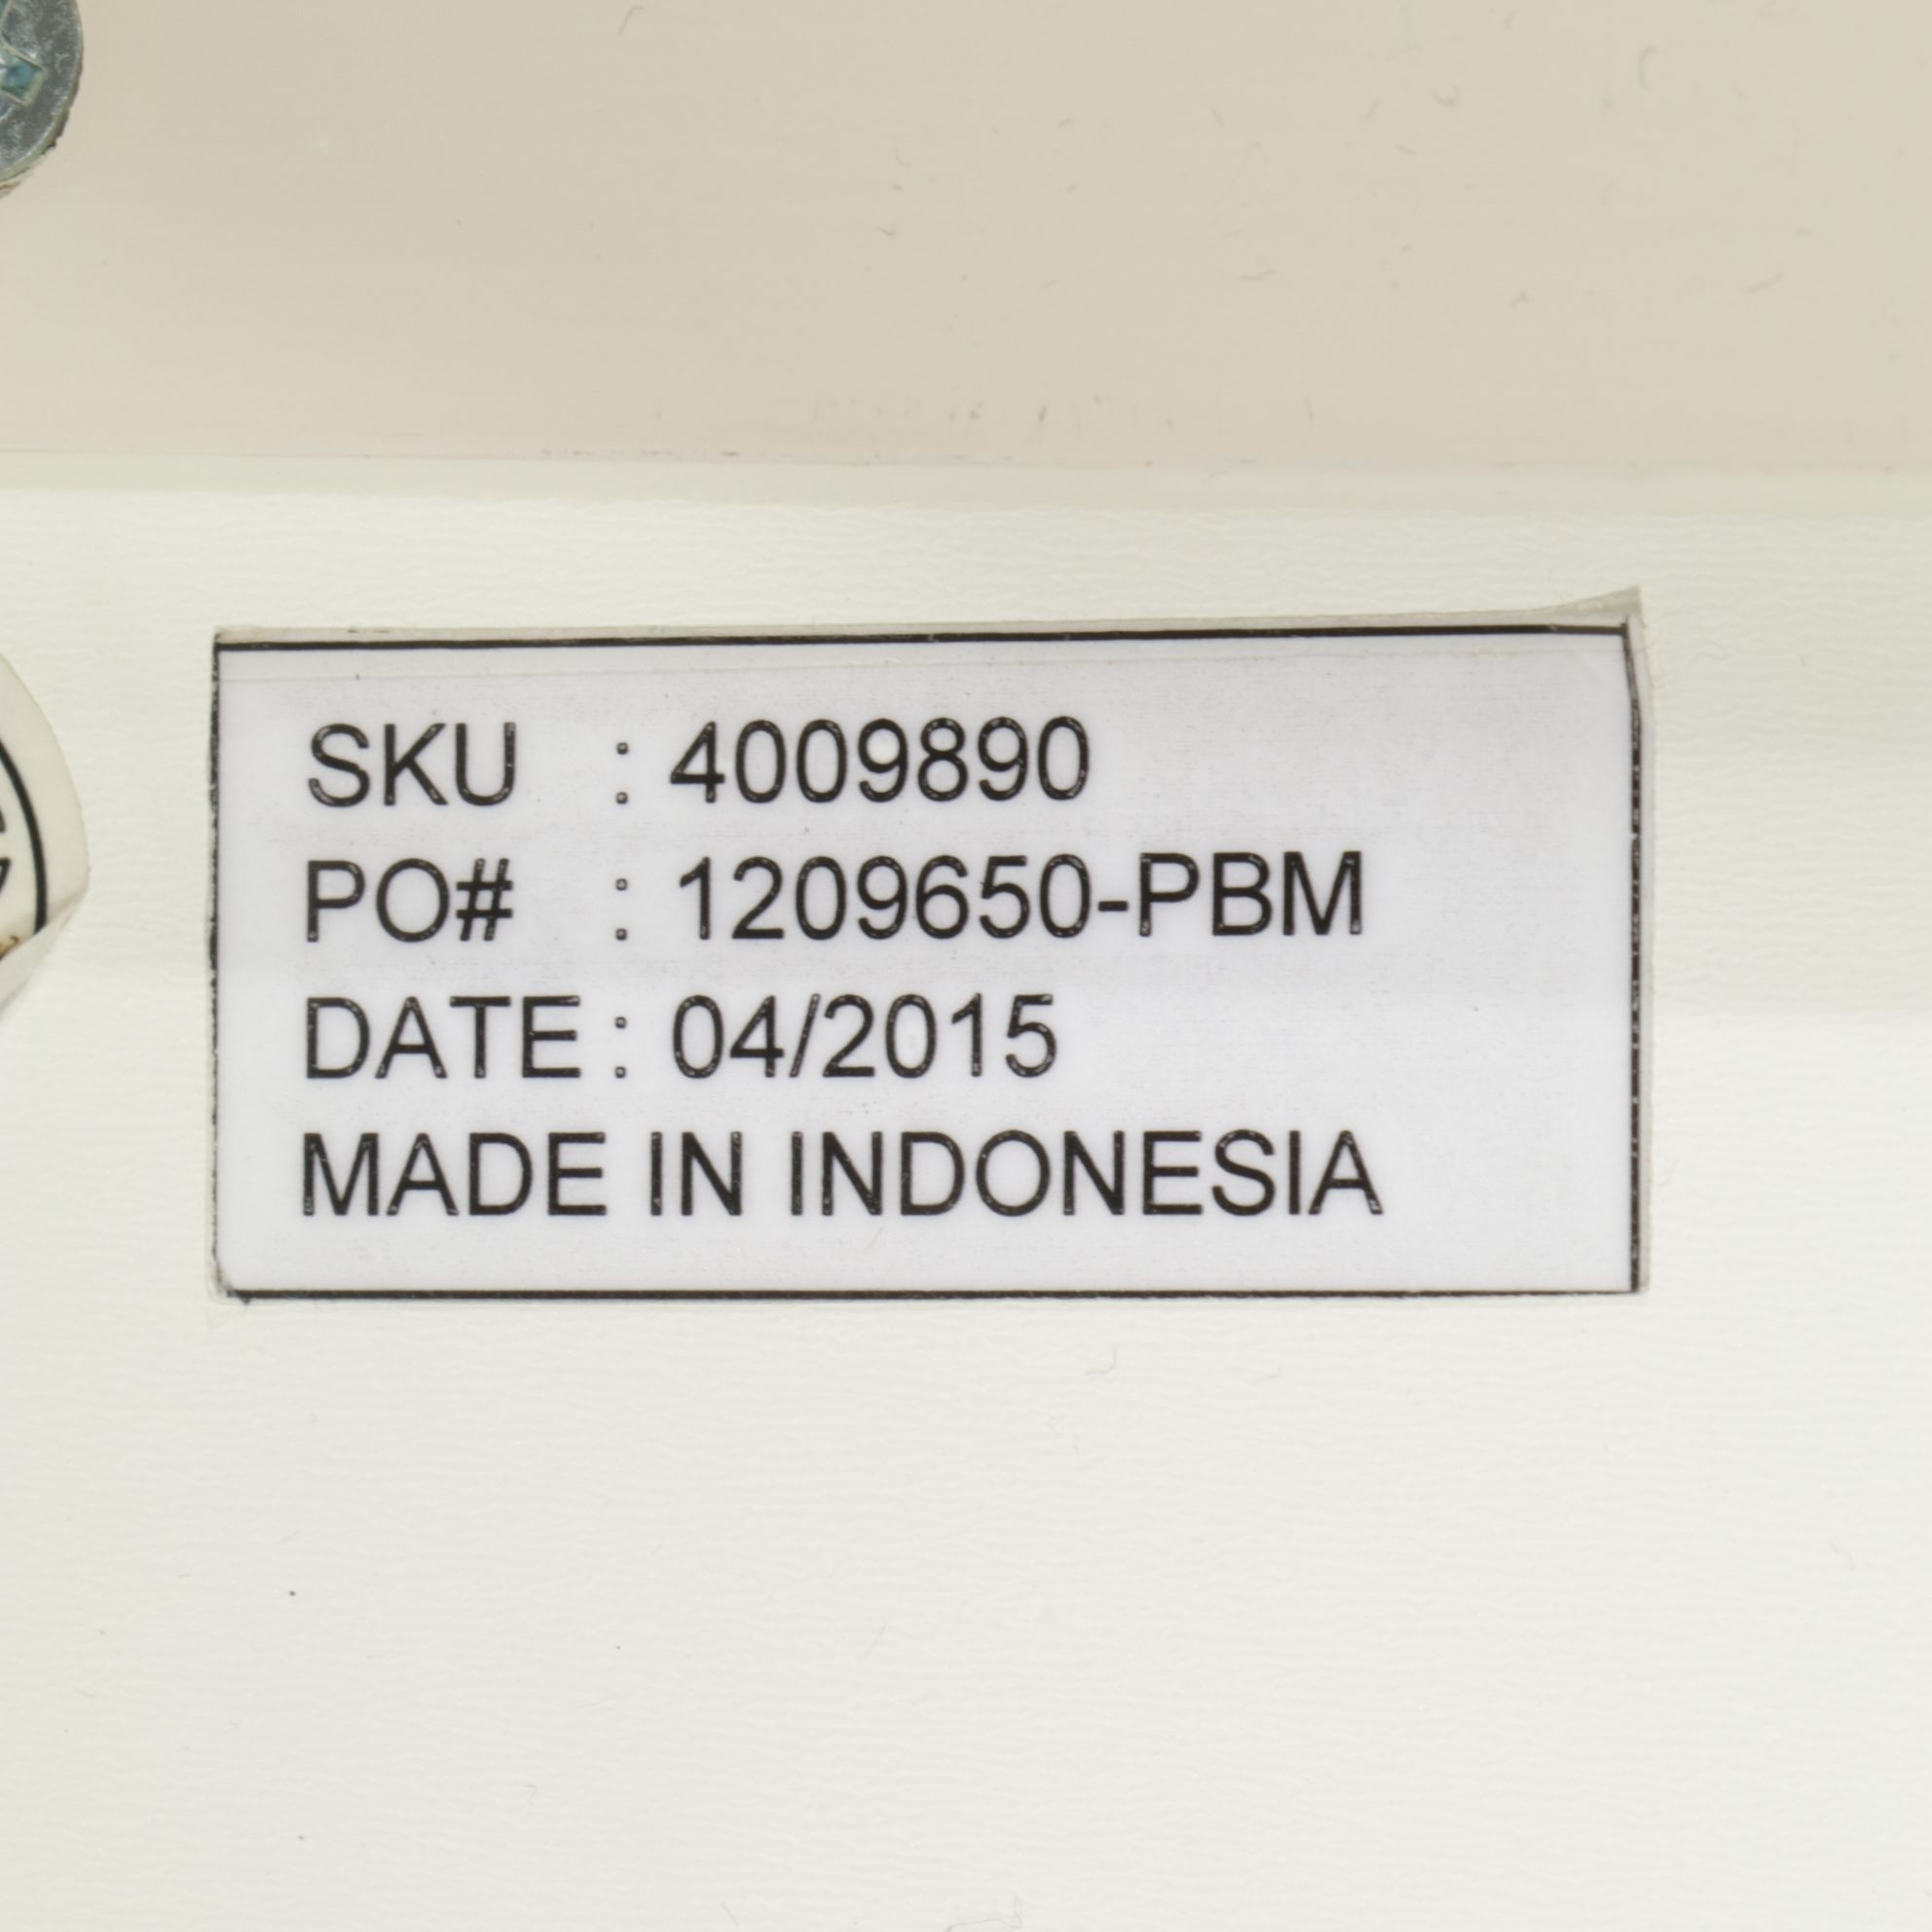 SKU : 4009890
PO# : 1209650-PBM
DATE : 04/2015
MADE IN INDONESIA